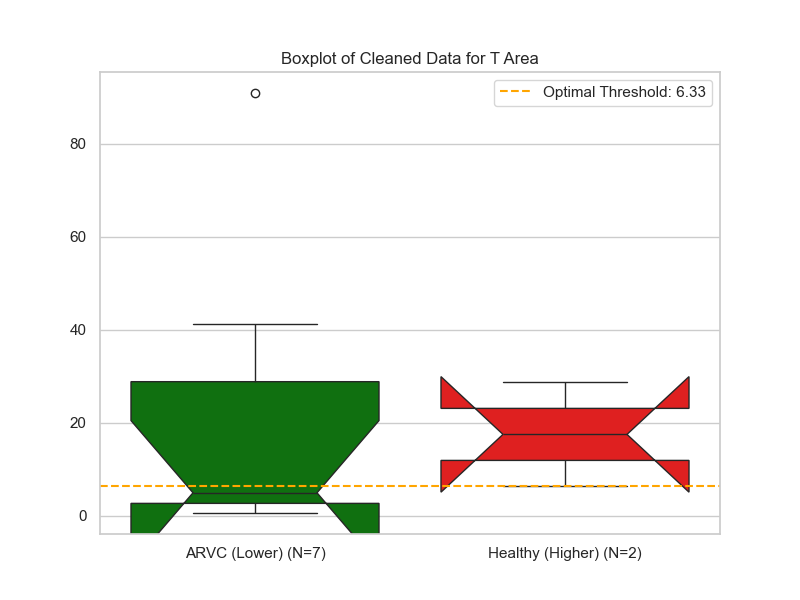 Boxplot of Cleaned Data for T Area
Optimal Threshold: 6.33
80
60
40
20
0
ARVC (Lower) (N=7)
Healthy (Higher) (N=2)